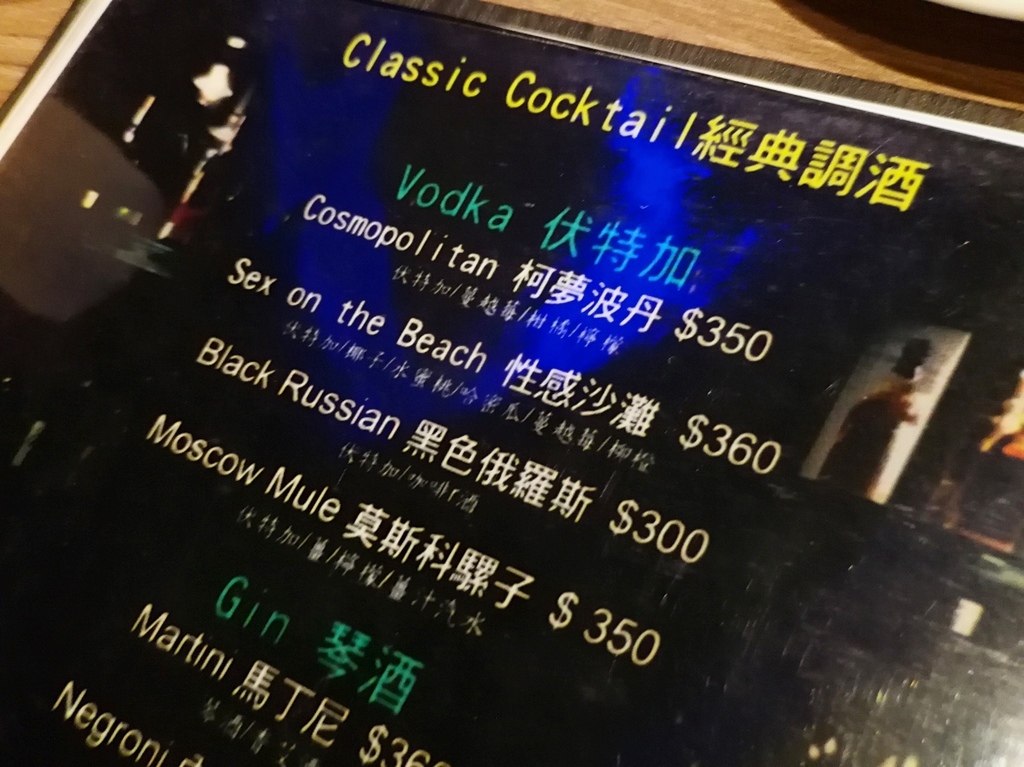 Classic Cocktail經典調酒
Vodka 伏特加
Cosmopolitan 柯夢波丹 $350
伏特加/蔓越莓/柑橘/檸檬
Sex on the Beach 性感沙灘 $360
伏特加/椰子/水蜜桃/哈密瓜/蔓越莓/柳橙
Black Russian 黑色俄羅斯 $300
伏特加/咖啡酒
Moscow Mule 莫斯科騾子 $350
伏特加/薑/檸檬/薑汁汽水
Gin 琴酒
Martini 馬丁尼
琴酒/
Negroni